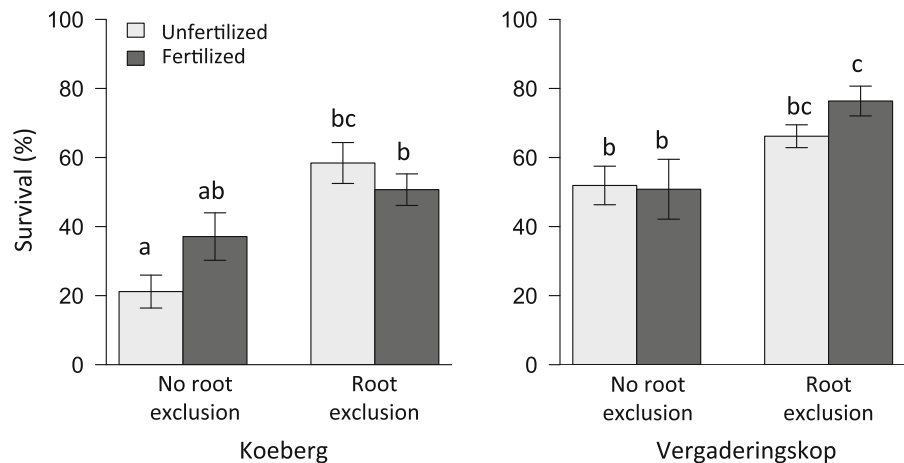 100
80
60
40
20
0
Survival (%)
Unfertilized
Fertilized
a
ab
bc
b
No root
exclusion
Root
exclusion
Koeberg
100
80
60
40
20
0
b
b
bc
c
No root
exclusion
Root
exclusion
Vergaderingskop